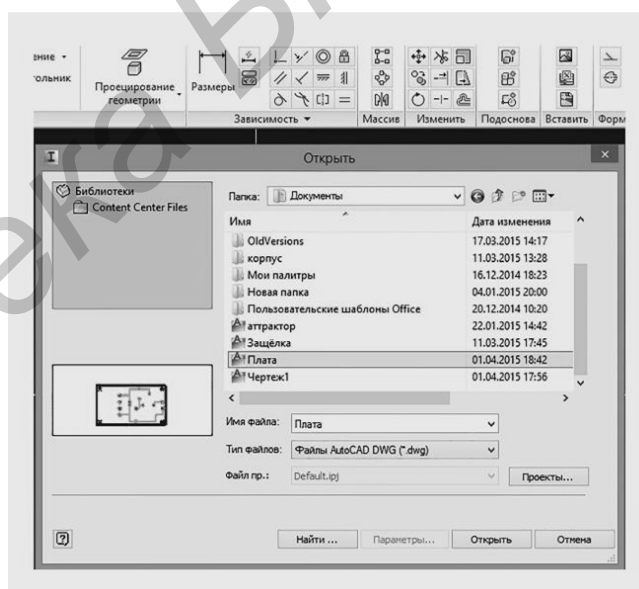 ение
ольник
Проецирование геометрии
Размеры
Зависимость
Массив
Изменить
Подоснова
Вставить
Форм
Открыть
Библиотеки
Content Center Files
Папка: Документы
Имя Дата изменения
OldVersions 17.03.2015 14:17
корпус 11.03.2015 13:28
Мои палитры 16.12.2014 18:23
Новая папка 04.01.2015 20:00
Пользовательские шаблоны Office 20.12.2014 10:20
аттрактор 22.01.2015 14:42
Защёлка 11.03.2015 17:45
Плата 01.04.2015 18:42
Чертеж1 01.04.2015 17:56
Имя файла: Плата
Тип файлов: Файлы AutoCAD DWG (*.dwg)
Файл пр.: Default.ipj Проекты...
Найти ... Параметры... Открыть Отмена